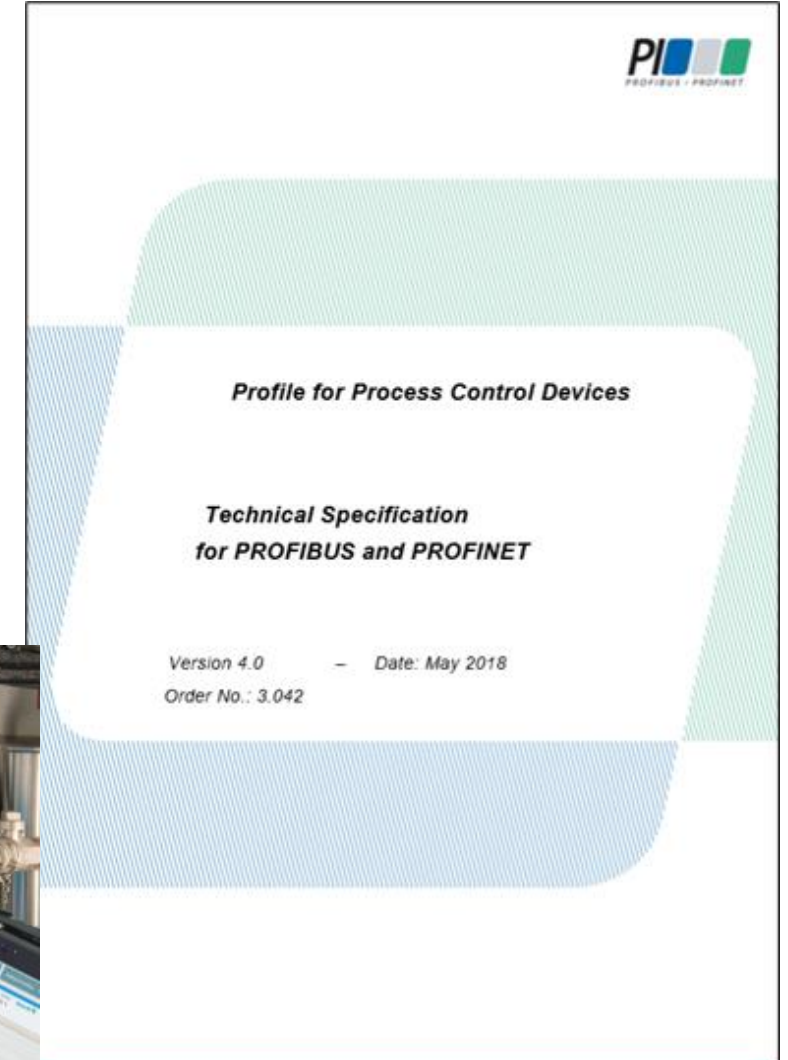 PI
PROFIBUS • PROFINET
Profile for Process Control Devices
Technical Specification
for PROFIBUS and PROFINET
Version 4.0 – Date: May 2018
Order No.: 3.042